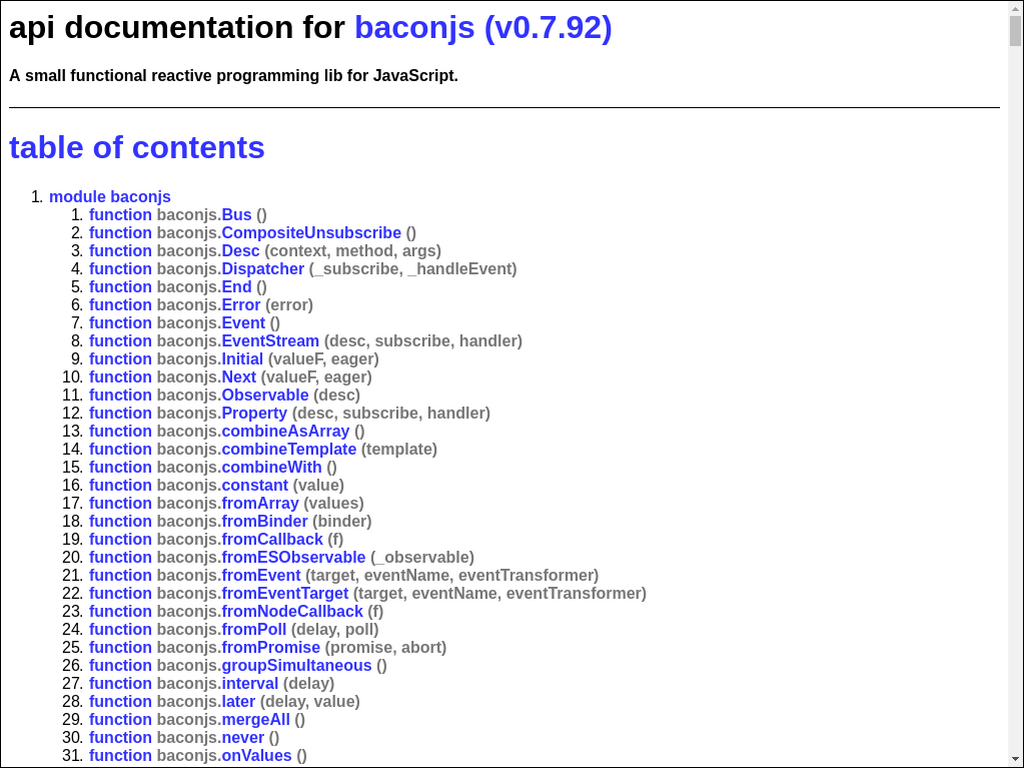 api documentation for baconjs (v0.7.92)
A small functional reactive programming lib for JavaScript.
table of contents
1. module baconjs
1. function baconjs.Bus ()
2. function baconjs.CompositeUnsubscribe ()
3. function baconjs.Desc (context, method, args)
4. function baconjs.Dispatcher (_subscribe, _handleEvent)
5. function baconjs.End ()
6. function baconjs.Error (error)
7. function baconjs.Event ()
8. function baconjs.EventStream (desc, subscribe, handler)
9. function baconjs.Initial (valueF, eager)
10. function baconjs.Next (valueF, eager)
11. function baconjs.Observable (desc)
12. function baconjs.Property (desc, subscribe, handler)
13. function baconjs.combineAsArray ()
14. function baconjs.combineTemplate (template)
15. function baconjs.combineWith ()
16. function baconjs.constant (value)
17. function baconjs.fromArray (values)
18. function baconjs.fromBinder (binder)
19. function baconjs.fromCallback (f)
20. function baconjs.fromESObservable (_observable)
21. function baconjs.fromEvent (target, eventName, eventTransformer)
22. function baconjs.fromEventTarget (target, eventName, eventTransformer)
23. function baconjs.fromNodeCallback (f)
24. function baconjs.fromPoll (delay, poll)
25. function baconjs.fromPromise (promise, abort)
26. function baconjs.groupSimultaneous ()
27. function baconjs.interval (delay)
28. function baconjs.later (delay, value)
29. function baconjs.mergeAll ()
30. function baconjs.never ()
31. function baconjs.onValues ()